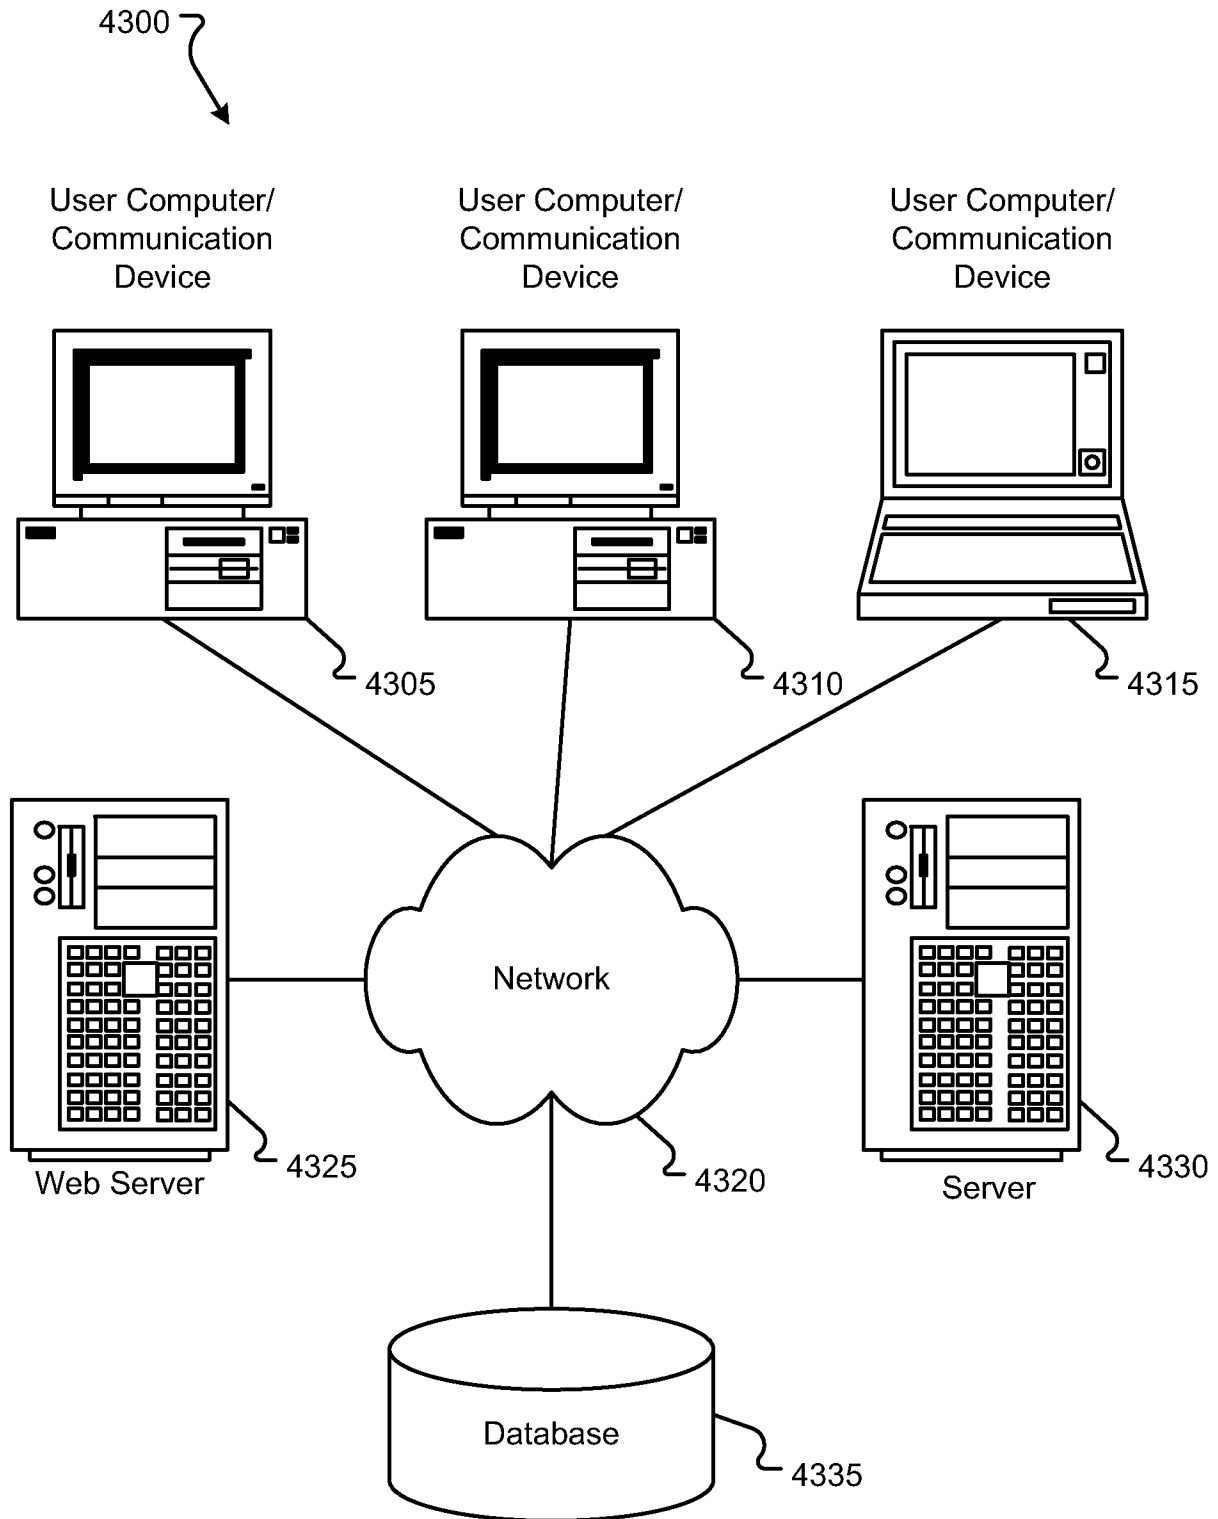 4300
User Computer/
Communication
Device
User Computer/
Communication
Device
User Computer/
Communication
Device
4305
4310
4315
Network
4325
4320
4330
Web Server
Server
Database
4335